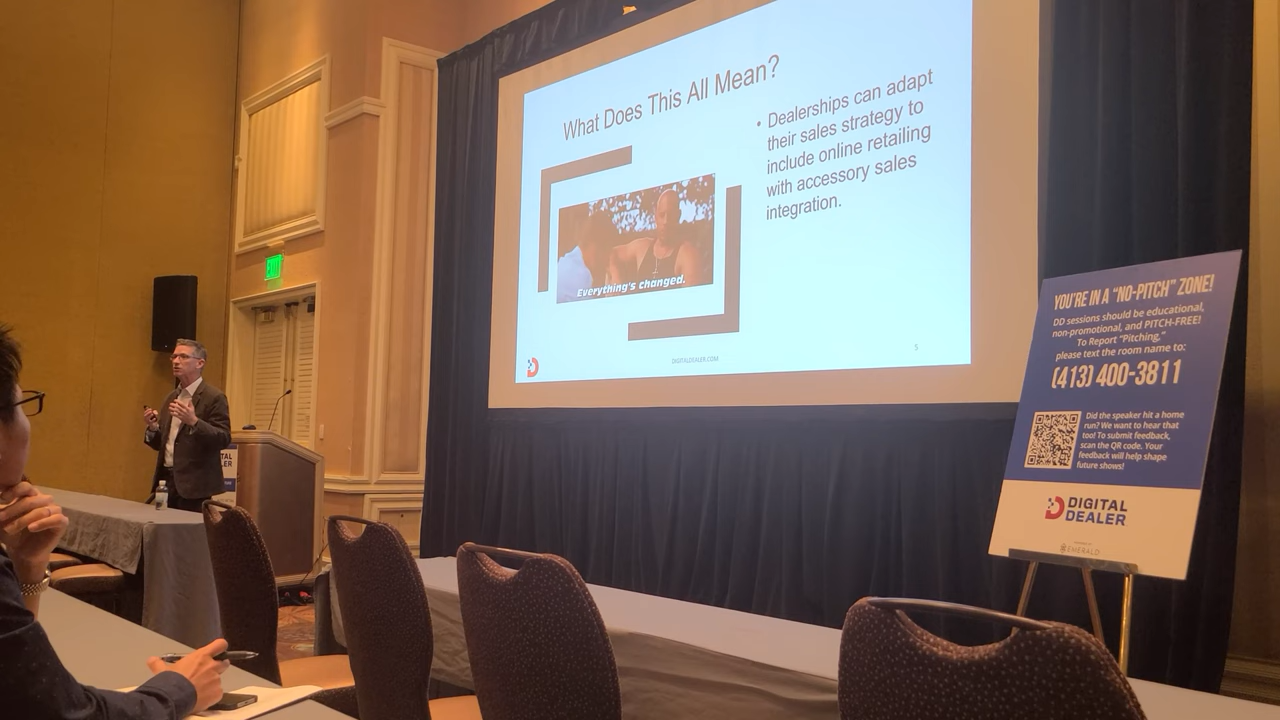 What Does This All Mean?
• Dealerships can adapt
their sales strategy to
include online retailing
with accessory sales
integration.
Everything's changed.
DIGITALDEALER.COM
5
EXIT
TAL
LER
YOU'RE IN A "NO-PITCH" ZONE!
DD sessions should be educational,
non-promotional, and PITCH-FREE!
To Report "Pitching,"
please text the room name to:
(413) 400-3811
Did the speaker hit a home
run? We want to hear that
too! To submit feedback,
scan the QR code. Your
feedback will help shape
future shows!
DIGITAL
DEALER
EMERALD